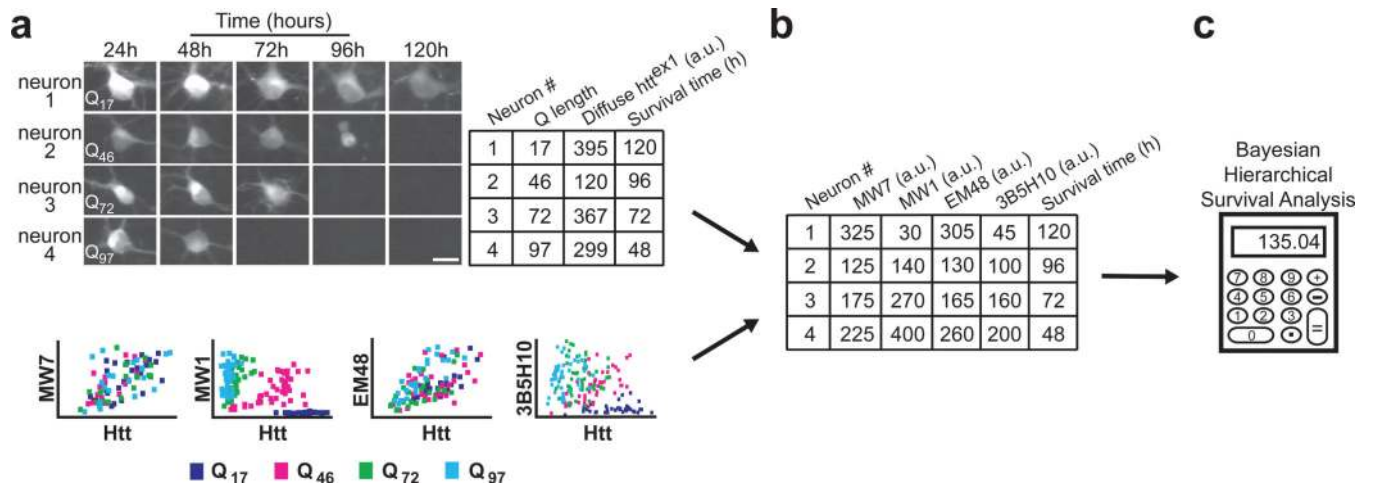 a
Time (hours)
24h 48h 72h 96h 120h
neuron
1
Q17
neuron
2
Q46
neuron
3
Q72
neuron
4
Q97
Neuron # Q length Diffuse httex1 (a.u.) Survival time (h)
1 17 395 120
2 46 120 96
3 72 367 72
4 97 299 48
MW7
Htt
MW1
Htt
EM48
Htt
3B5H10
Htt
Q17 Q46 Q72 Q97
b
Neuron # MW7 (a.u.) MW1 (a.u.) EM48 (a.u.) 3B5H10 (a.u.) Survival time (h)
1 325 30 305 45 120
2 125 140 130 100 96
3 175 270 165 160 72
4 225 400 260 200 48
c
Bayesian
Hierarchical
Survival Analysis
135.04
7 8 9 +
4 5 6 −
1 2 3 =
0 .